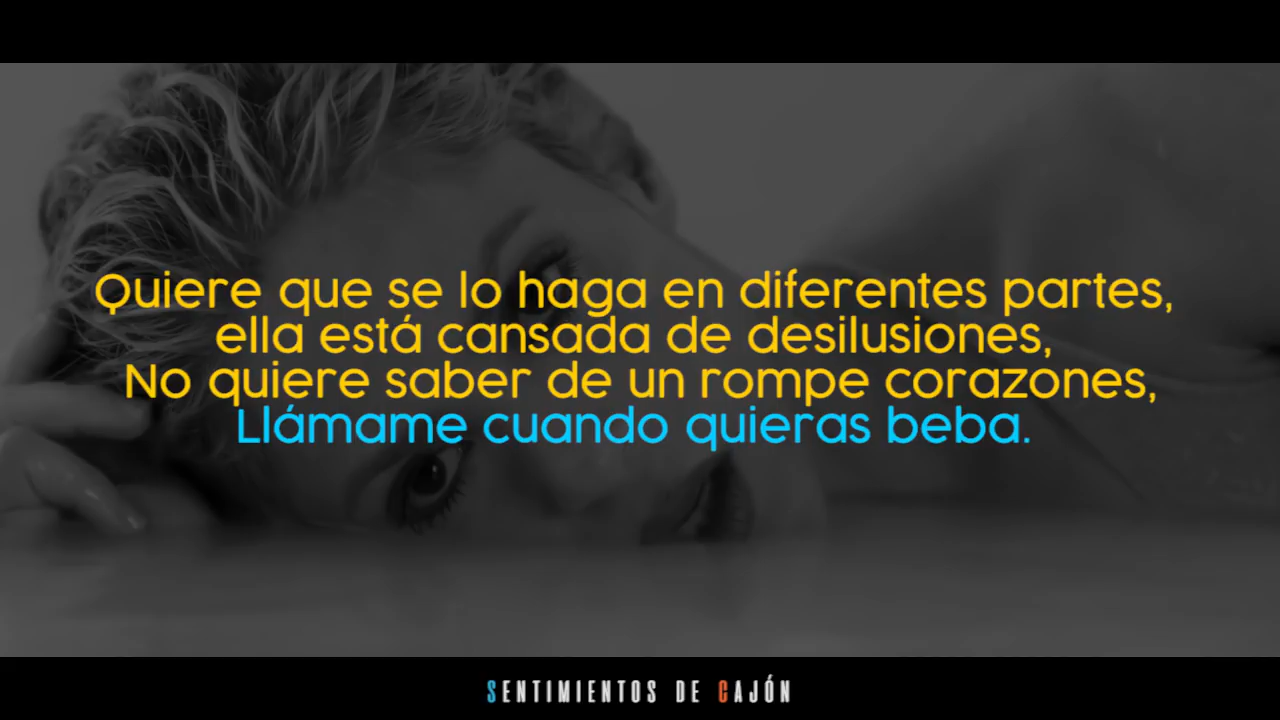 Quiere que se lo haga en diferentes partes,
ella está cansada de desilusiones,
No quiere saber de un rompe corazones,
Llámame cuando quieras beba.
SENTIMIENTOS DE CAJÓN